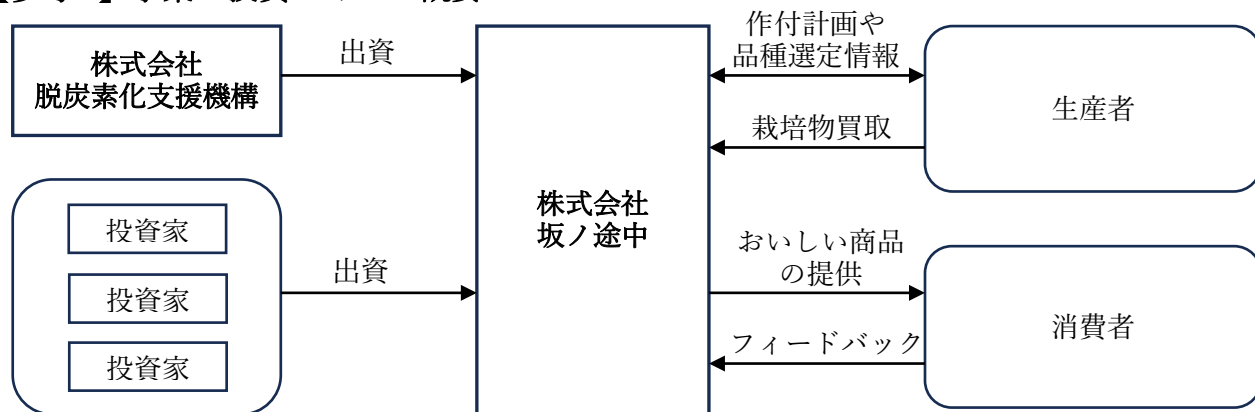 株式会社
脱炭素化支援機構
出資
投資家
投資家
投資家
出資
株式会社
坂ノ途中
作付計画や
品種選定情報
栽培物買取
生産者
おいしい商品
の提供
フィードバック
消費者